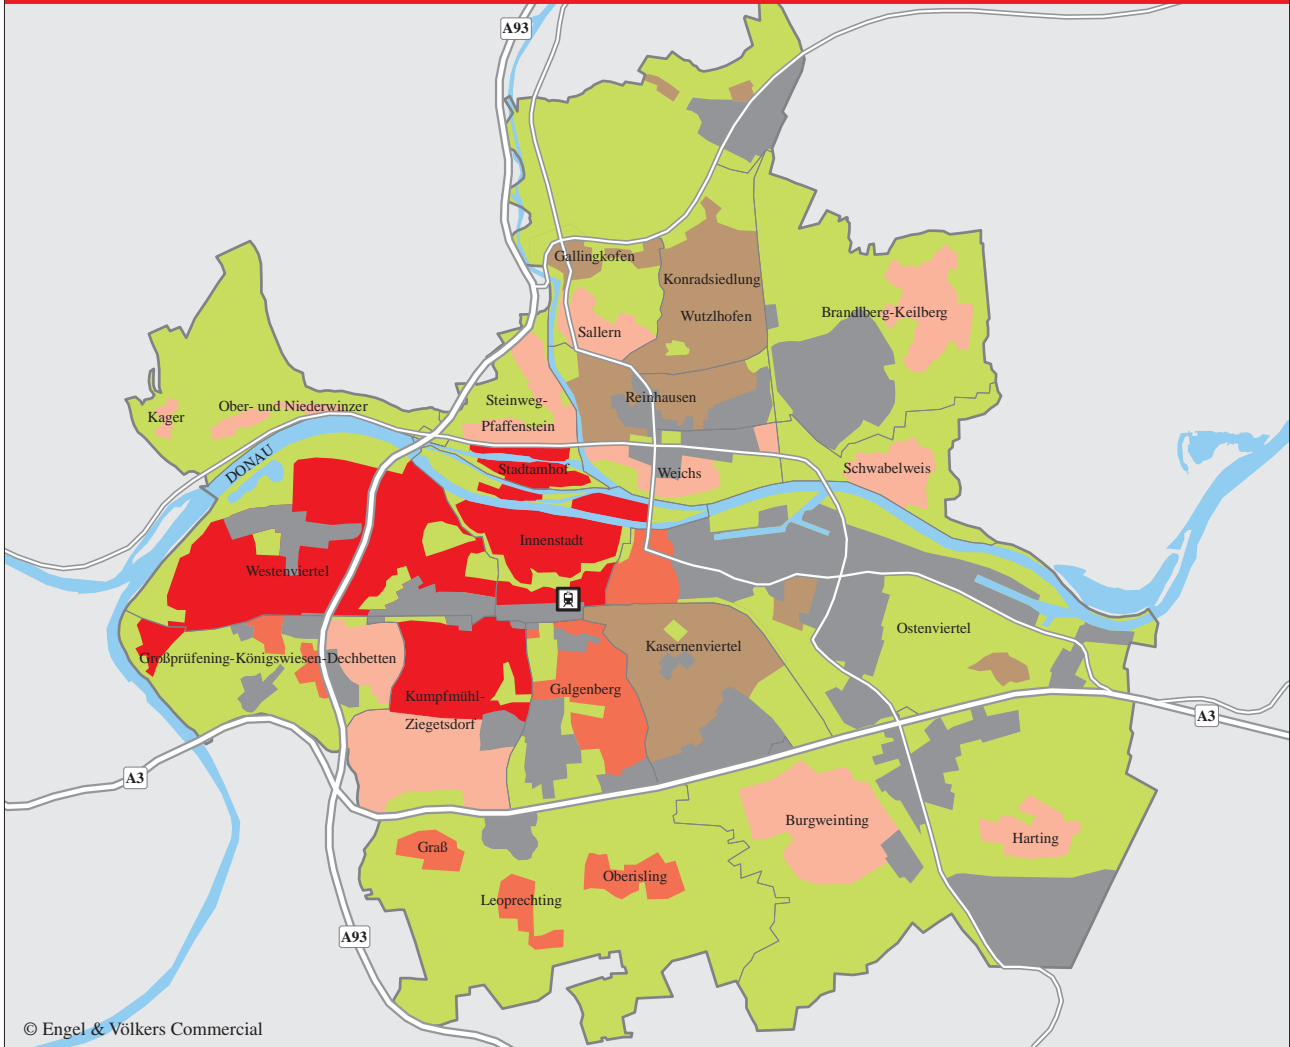 A93
Gallingkofen
Konradsiedlung
Wutzlhofen
Brandlberg-Keilberg
Sallern
Reinhausen
Steinweg-
Pfaffenstein
Kager
Ober- und Niederwinzer
DONAU
Stadtamhof
Weichs
Schwabelweis
Innenstadt
Westenviertel
Ostenviertel
Kasernenviertel
Großprüfening-Königswiesen-Dechbetten
Galgenberg
Kumpfmühl-
Ziegetsdorf
A3
A3
Burgweinting
Harting
Graß
Oberisling
Leoprechting
A93
© Engel & Völkers Commercial